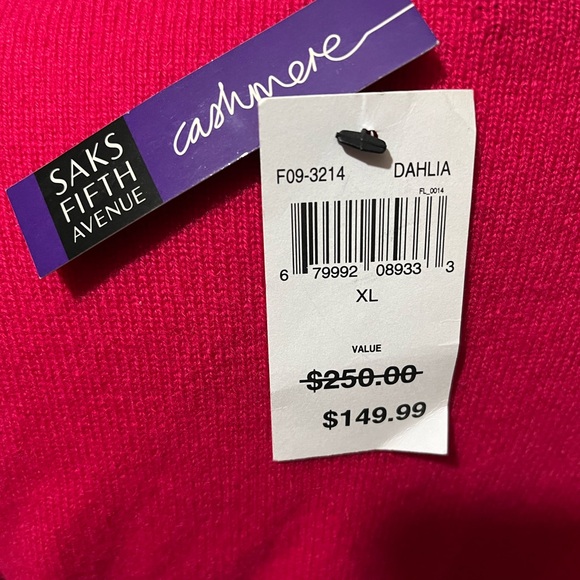 SAKS
FIFTH
AVENUE
cashmere
F09-3214 DAHLIA
FL_0014
6 79992 08933 3
XL
VALUE
$250.00
$149.99